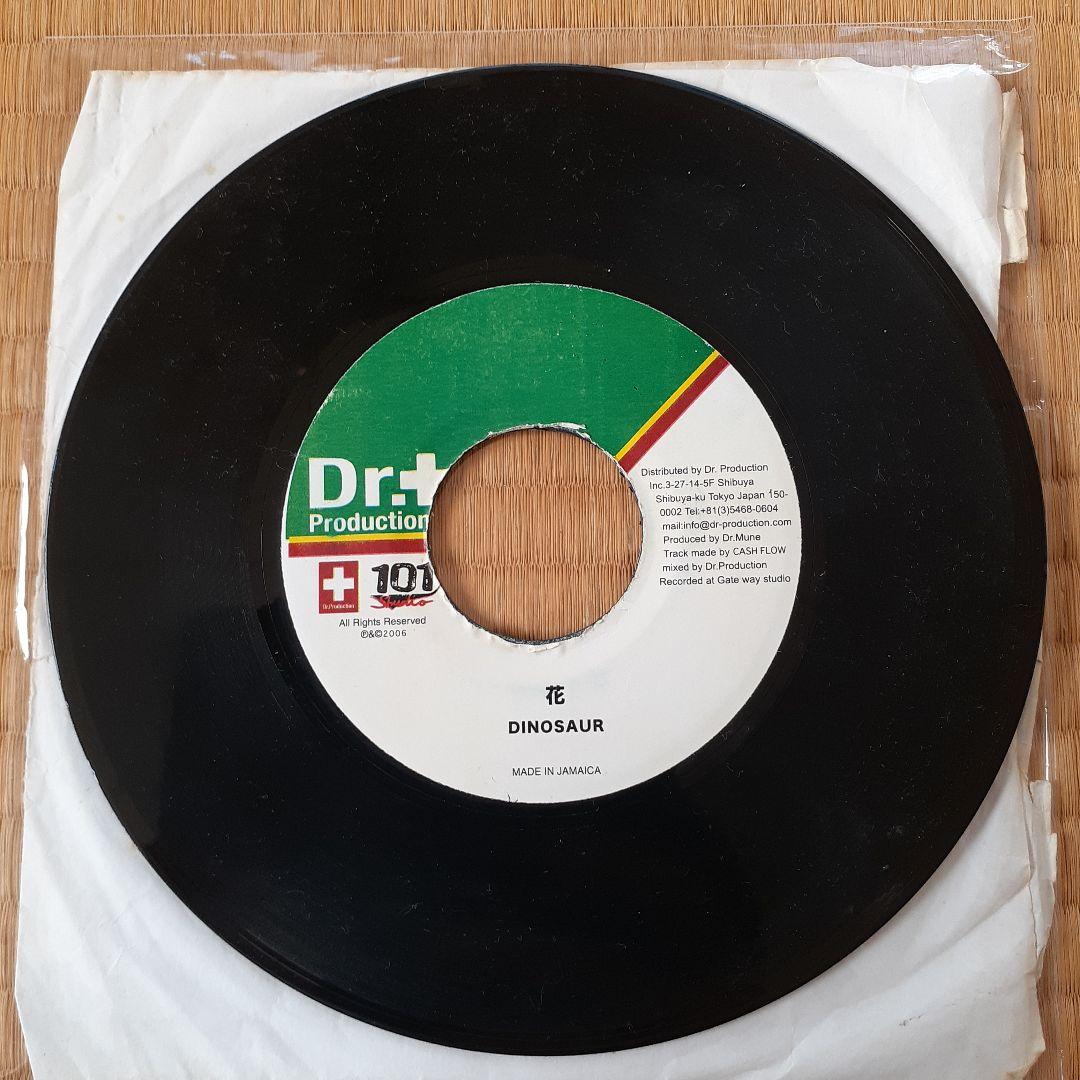 Dr.+
Production
Dr.Production
101
Studio
All Rights Reserved
℗&©2006
Distributed by Dr. Production
Inc.3-27-14-5F Shibuya
Shibuya-ku Tokyo Japan 150-
0002 Tel:+81(3)5468-0604
mail:info@dr-production.com
Produced by Dr.Mune
Track made by CASH FLOW
mixed by Dr.Production
Recorded at Gate way studio
花
DINOSAUR
MADE IN JAMAICA